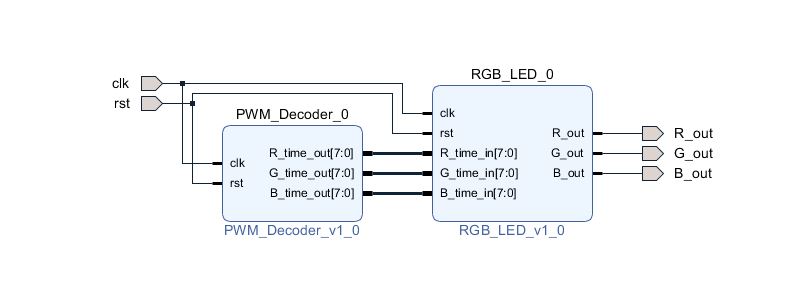 clk
rst
PWM_Decoder_0
clk
rst
R_time_out[7:0]
G_time_out[7:0]
B_time_out[7:0]
PWM_Decoder_v1_0
RGB_LED_0
clk
rst
R_time_in[7:0]
G_time_in[7:0]
B_time_in[7:0]
R_out
G_out
B_out
RGB_LED_v1_0
R_out
G_out
B_out